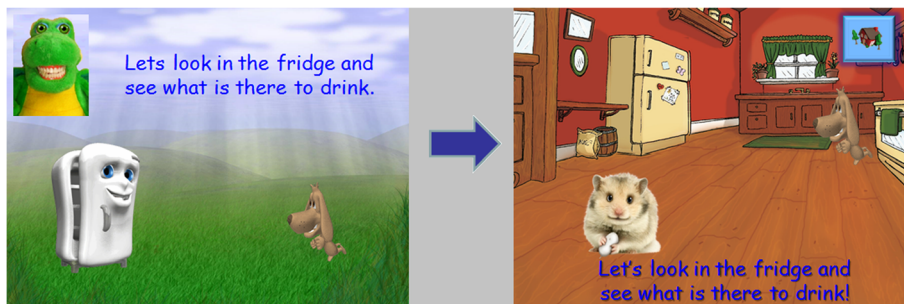 Lets look in the fridge and
see what is there to drink.
Let's look in the fridge and
see what is there to drink!